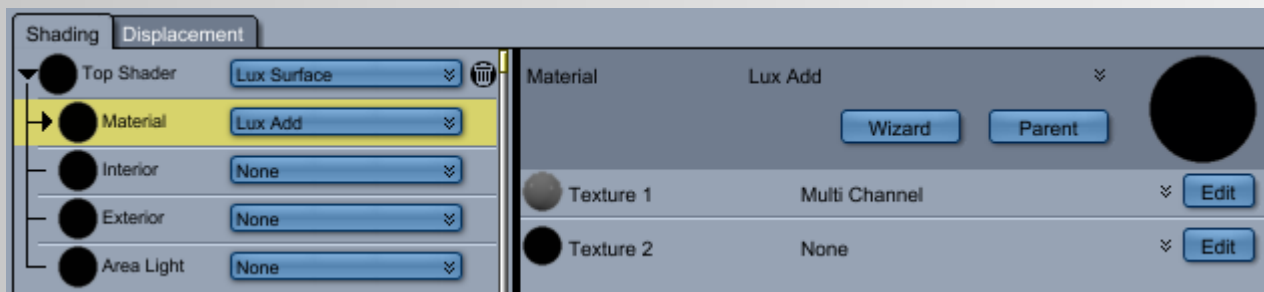 Shading Displacement
Top Shader Lux Surface
Material Lux Add
Interior None
Exterior None
Area Light None
Material Lux Add
Wizard Parent
Texture 1 Multi Channel Edit
Texture 2 None Edit